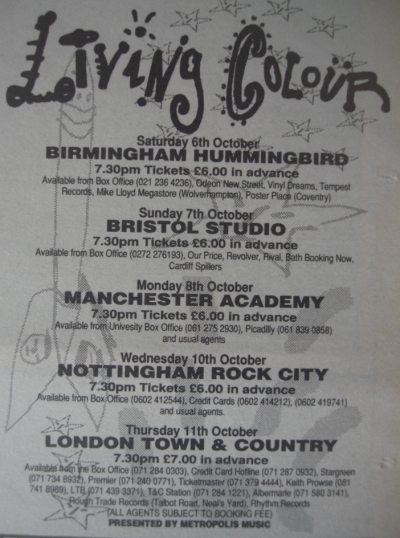 Living Colour
Saturday 6th October
BIRMINGHAM HUMMINGBIRD
7.30pm Tickets £6.00 in advance
Available from Box Office (021 236 4236), Odeon New Street, Vinyl Dreams, Tempest
Records, Mike Lloyd Megastore (Wolverhampton), Poster Place (Coventry)
Sunday 7th October
BRISTOL STUDIO
7.30pm Tickets £6.00 in advance
Available from Box Office (0272 276193), Our Price, Revolver, Rival, Bath Booking Now,
Cardiff Spillers
Monday 8th October
MANCHESTER ACADEMY
7.30pm Tickets £6.00 in advance
Available from Univesity Box Office (061 275 2930), Picadilly (061 839 0858)
and usual agents
Wednesday 10th October
NOTTINGHAM ROCK CITY
7.30pm Tickets £6.00 in advance
Available from Box Office (0602 412544), Credit Cards (0602 414212), (0602 419741)
and usual agents.
Thursday 11th October
LONDON TOWN & COUNTRY
7.30pm £7.00 in advance
Available from the Box Office (071 284 0303), Credit Card Hotline (071 287 0932), Stargreen
(071 734 8932), Premier (071 240 0771), Ticketmaster (071 379 4444), Keith Prowse (081
741 8989), LTB (071 439 3371), T&C Station (071 284 1221), Albermarle (071 580 3141),
Rough Trade Records (Talbot Road, Neal's Yard), Rhythm Records
(ALL AGENTS SUBJECT TO BOOKING FEE)
PRESENTED BY METROPOLIS MUSIC